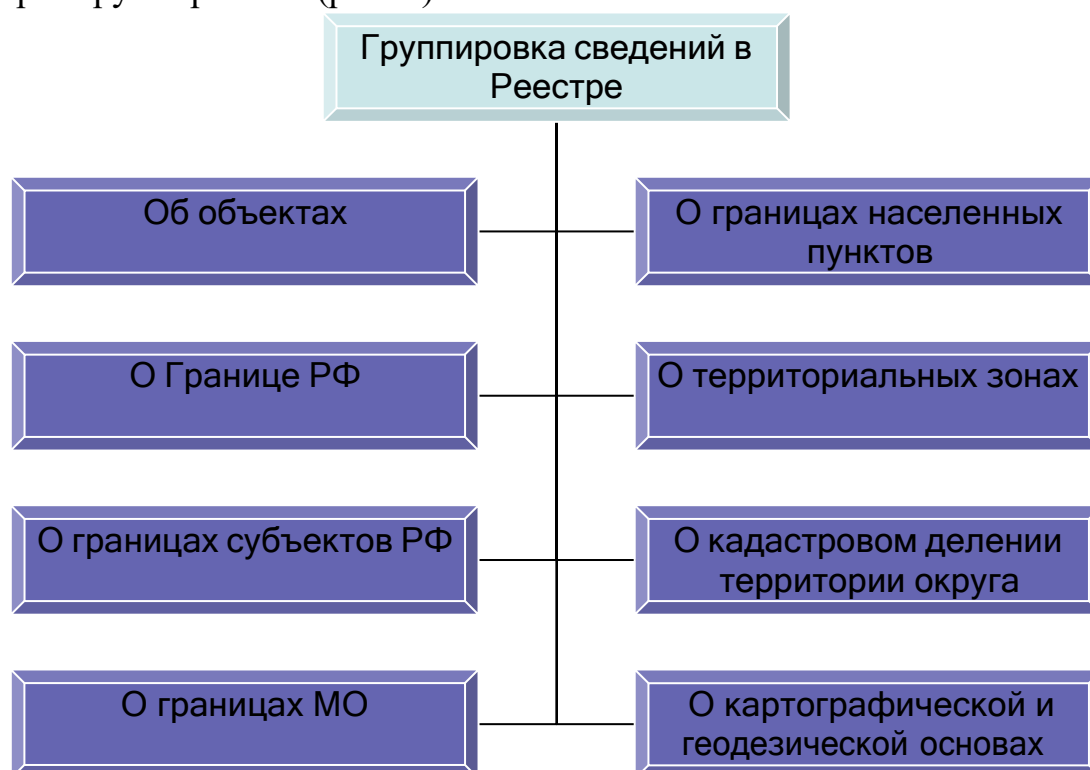 Группировка сведений в
Реестре
Об объектах
О границах населенных
пунктов
О Границе РФ
О территориальных зонах
О границах субъектов РФ
О кадастровом делении
территории округа
О границах МО
О картографической и
геодезической основах